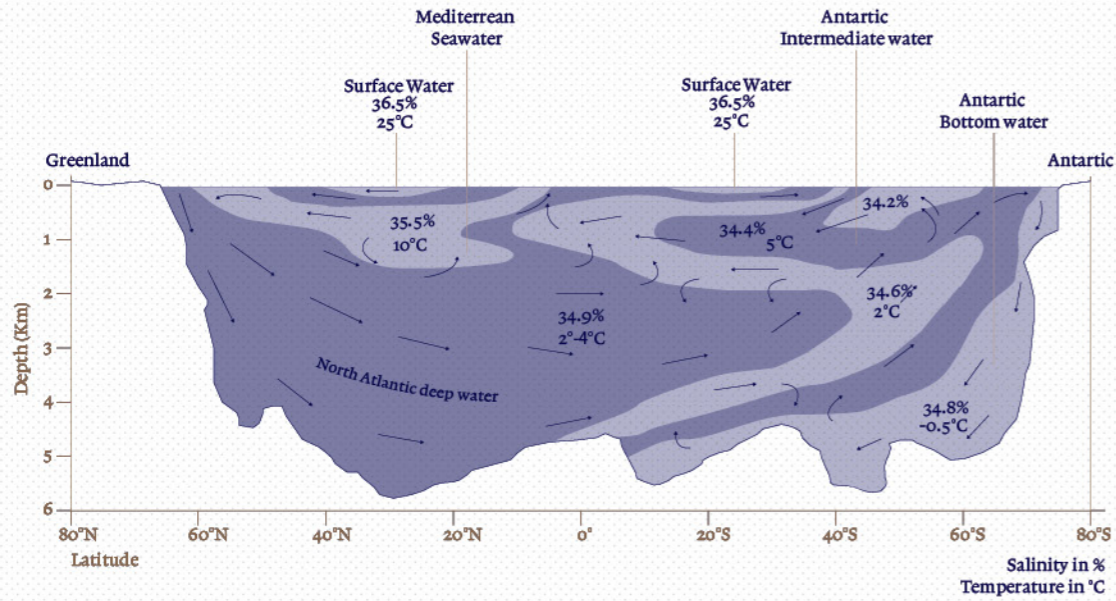 Mediterrean
Seawater
Antartic
Intermediate water
Surface Water
36.5%
25°C
Surface Water
36.5%
25°C
Antartic
Bottom water
Greenland
Antartic
0
1
2
3
4
5
6
Depth (Km)
35.5%
10°C
34.4%
5°C
34.2%
34.6%
2°C
34.9%
2°-4°C
North Atlantic deep water
34.8%
-0.5°C
80°N
60°N
40°N
20°N
0°
20°S
40°S
60°S
80°S
Latitude
Salinity in %
Temperature in °C